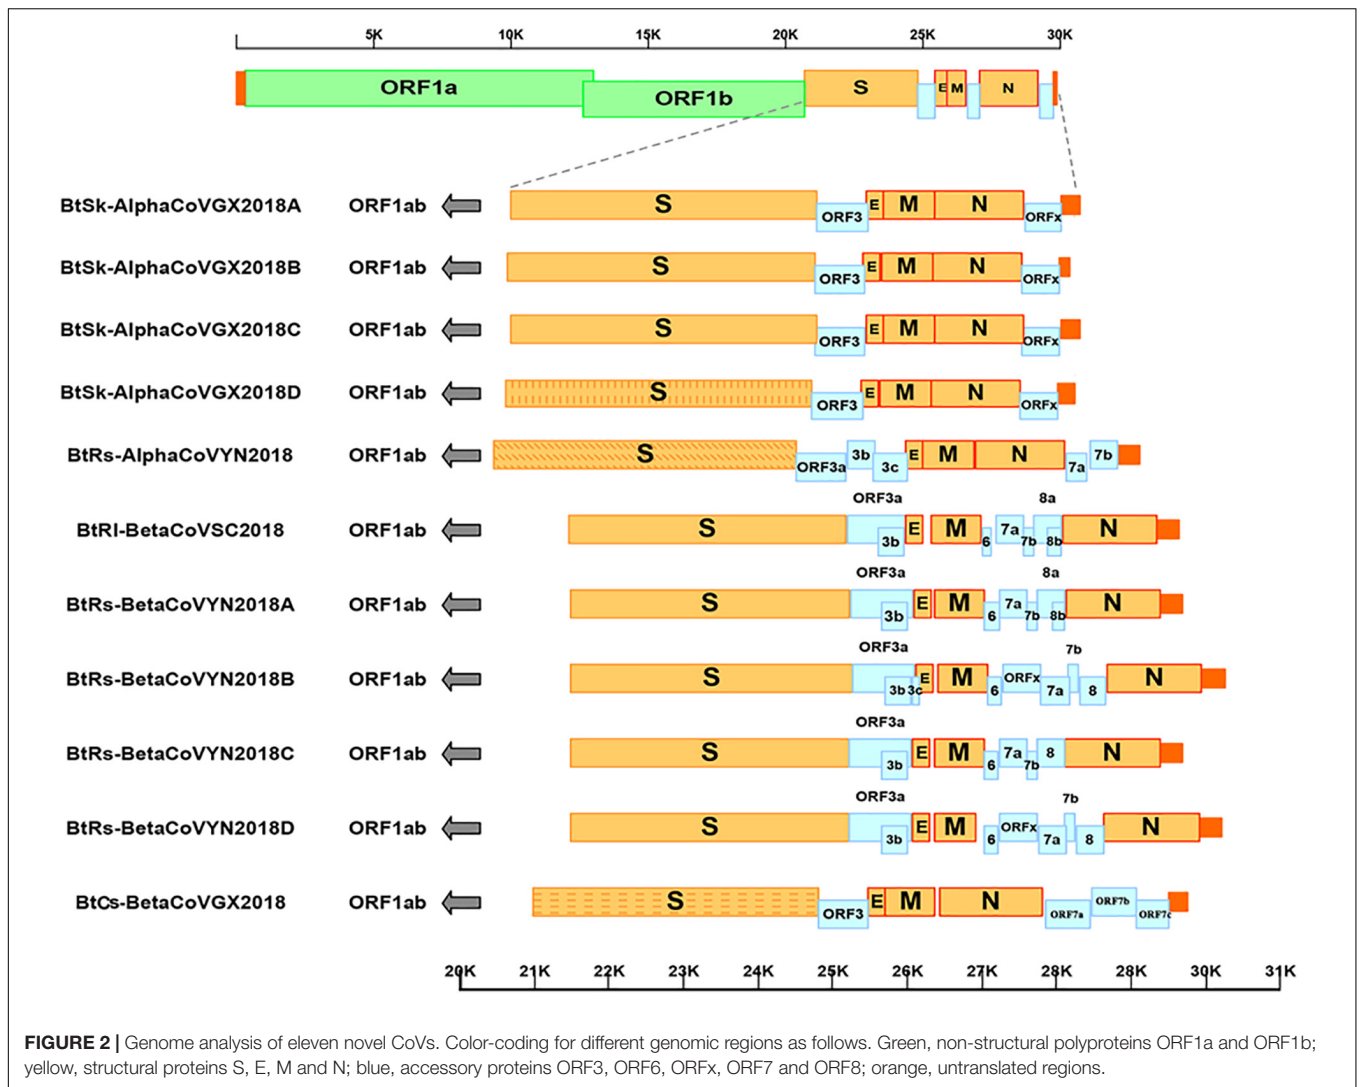 5K 10K 15K 20K 25K 30K
ORF1a ORF1b S E M N
BtSk-AlphaCoVGX2018A ORF1ab S ORF3 E M N ORFx
BtSk-AlphaCoVGX2018B ORF1ab S ORF3 E M N ORFx
BtSk-AlphaCoVGX2018C ORF1ab S ORF3 E M N ORFx
BtSk-AlphaCoVGX2018D ORF1ab S ORF3 E M N ORFx
BtRs-AlphaCoVYN2018 ORF1ab S ORF3a 3b 3c E M N 7a 7b
ORF3a 8a
BtRl-BetaCoVSC2018 ORF1ab S 3b E M 6 7a 7b 8b N
ORF3a 8a
BtRs-BetaCoVYN2018A ORF1ab S 3b E M 6 7a 7b 8b N
ORF3a 7b
BtRs-BetaCoVYN2018B ORF1ab S 3b 3c E M 6 ORFx 7a 8 N
ORF3a
BtRs-BetaCoVYN2018C ORF1ab S 3b E M 6 7a 7b 8 N
ORF3a 7b
BtRs-BetaCoVYN2018D ORF1ab S 3b E M 6 ORFx 7a 8 N
BtCs-BetaCoVGX2018 ORF1ab S ORF3 E M N ORF7a ORF7b ORF7c
20K 21K 22K 23K 24K 25K 26K 27K 28K 28K 30K 31K
FIGURE 2 | Genome analysis of eleven novel CoVs. Color-coding for different genomic regions as follows. Green, non-structural polyproteins ORF1a and ORF1b;
yellow, structural proteins S, E, M and N; blue, accessory proteins ORF3, ORF6, ORFx, ORF7 and ORF8; orange, untranslated regions.